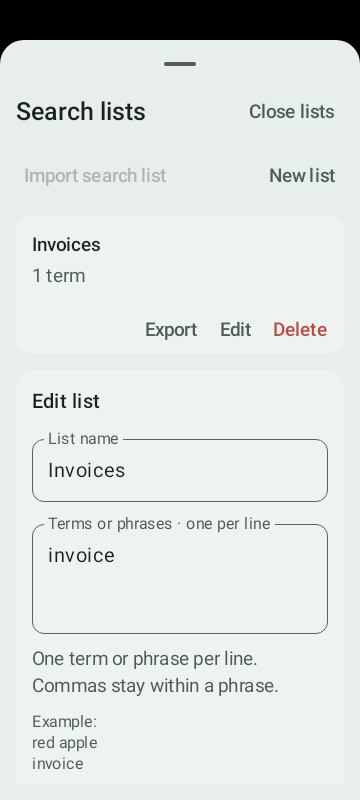 Search lists
Close lists
Import search list
New list
Invoices
1 term
Export
Edit
Delete
Edit list
List name
Invoices
Terms or phrases · one per line
invoice
One term or phrase per line.
Commas stay within a phrase.
Example:
red apple
invoice